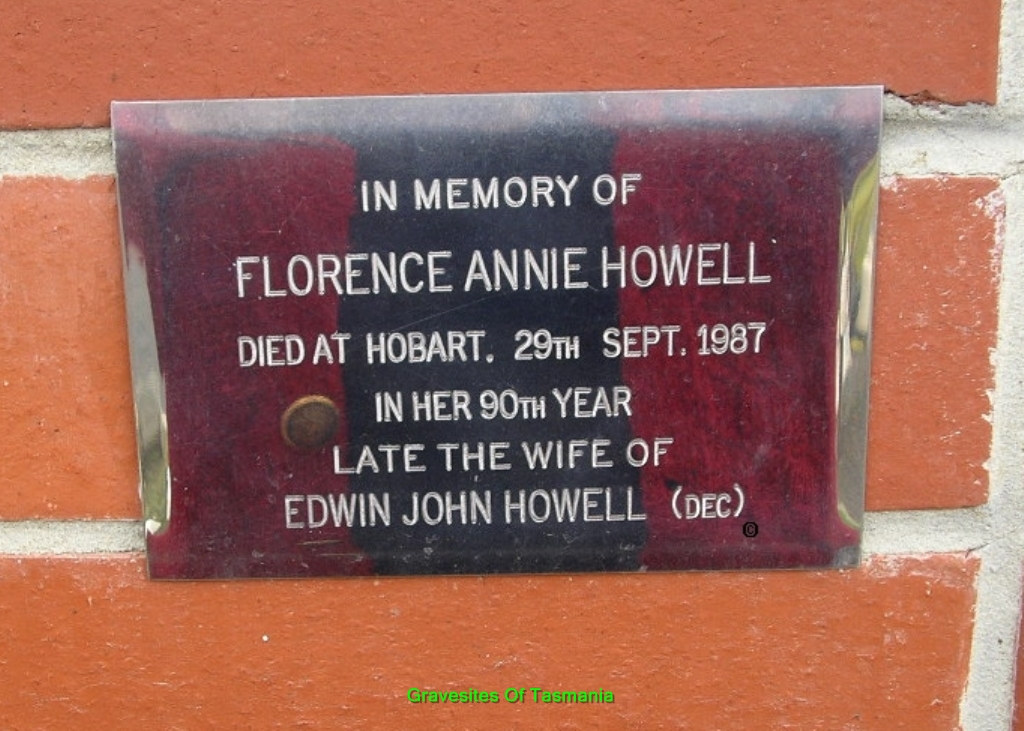 IN MEMORY OF
FLORENCE ANNIE HOWELL
DIED AT HOBART. 29TH SEPT. 1987
IN HER 90TH YEAR
LATE THE WIFE OF
EDWIN JOHN HOWELL (DEC)
©
Gravesites Of Tasmania